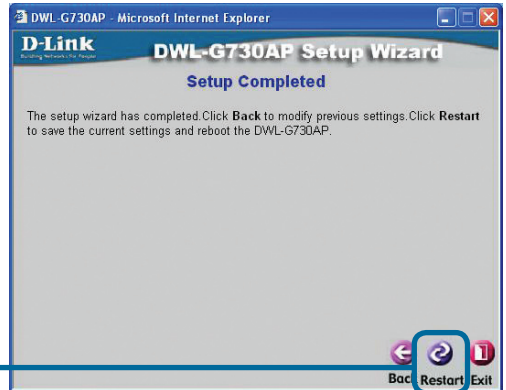 DWL-G730AP - Microsoft Internet Explorer
D-Link
Building Networks for People
DWL-G730AP Setup Wizard
Setup Completed
The setup wizard has completed.Click Back to modify previous settings.Click Restart
to save the current settings and reboot the DWL-G730AP.
Back Restart Exit